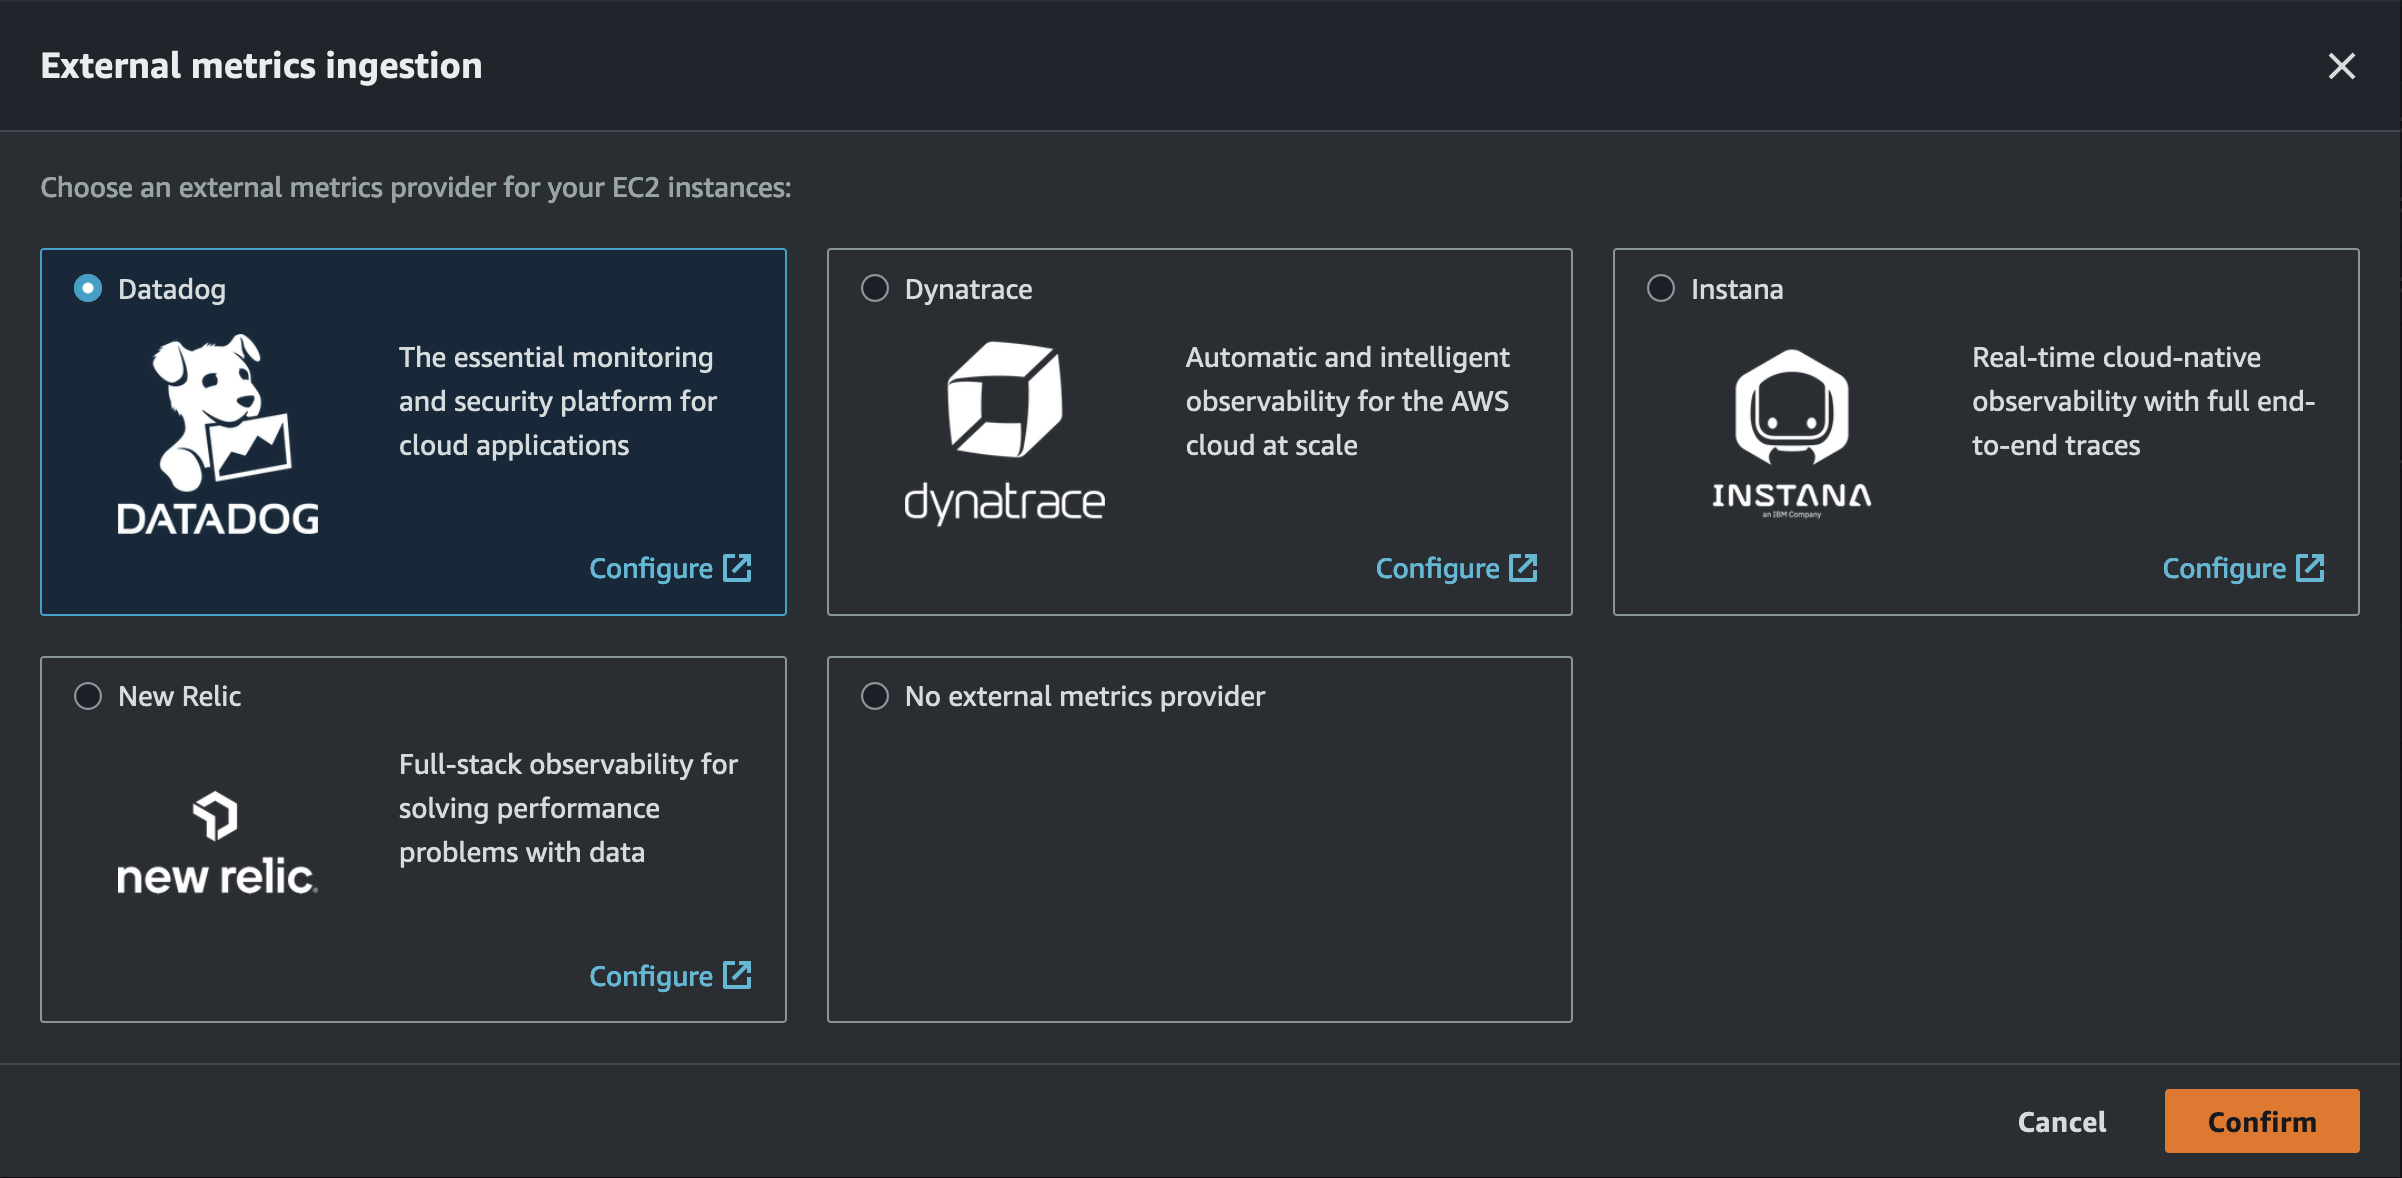 External metrics ingestion
Choose an external metrics provider for your EC2 instances:
Datadog
DATADOG
The essential monitoring
and security platform for
cloud applications
Configure
Dynatrace
dynatrace
Automatic and intelligent
observability for the AWS
cloud at scale
Configure
Instana
INSTANA
an IBM Company
Real-time cloud-native
observability with full end-
to-end traces
Configure
New Relic
new relic.
Full-stack observability for
solving performance
problems with data
Configure
No external metrics provider
Cancel
Confirm